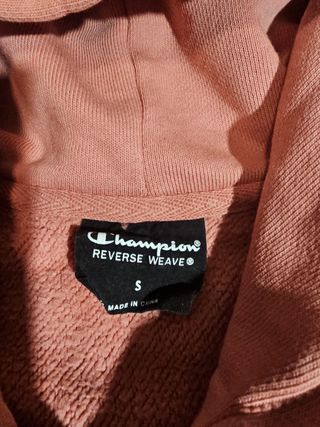 Champion®
REVERSE WEAVE®
S
MADE IN CHINA